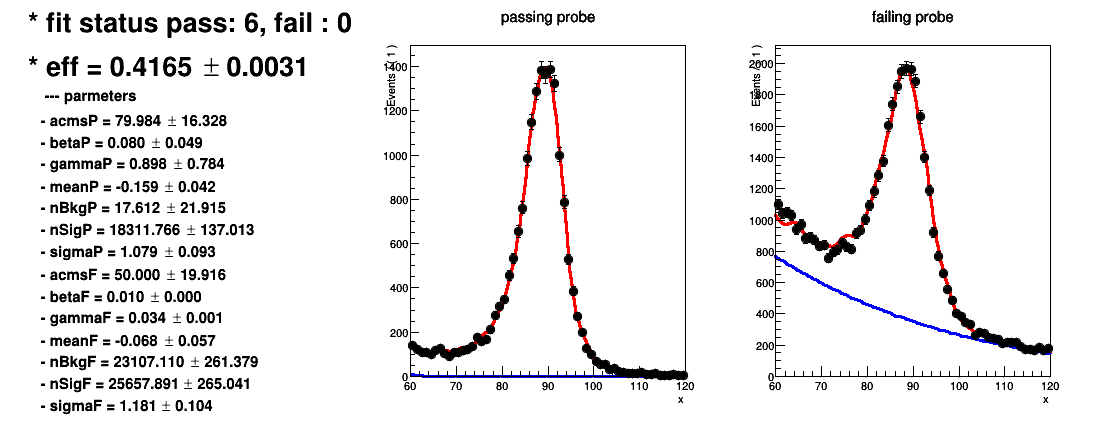 * fit status pass: 6, fail : 0
* eff = 0.4165 ± 0.0031
--- parmeters
- acmsP = 79.984 ± 16.328
- betaP = 0.080 ± 0.049
- gammaP = 0.898 ± 0.784
- meanP = -0.159 ± 0.042
- nBkgP = 17.612 ± 21.915
- nSigP = 18311.766 ± 137.013
- sigmaP = 1.079 ± 0.093
- acmsF = 50.000 ± 19.916
- betaF = 0.010 ± 0.000
- gammaF = 0.034 ± 0.001
- meanF = -0.068 ± 0.057
- nBkgF = 23107.110 ± 261.379
- nSigF = 25657.891 ± 265.041
- sigmaF = 1.181 ± 0.104
passing probe
Events / ( 1 )
1400
1200
1000
800
600
400
200
0
60 70 80 90 100 110 120
x
failing probe
Events / ( 1 )
2000
1800
1600
1400
1200
1000
800
600
400
200
0
60 70 80 90 100 110 120
x